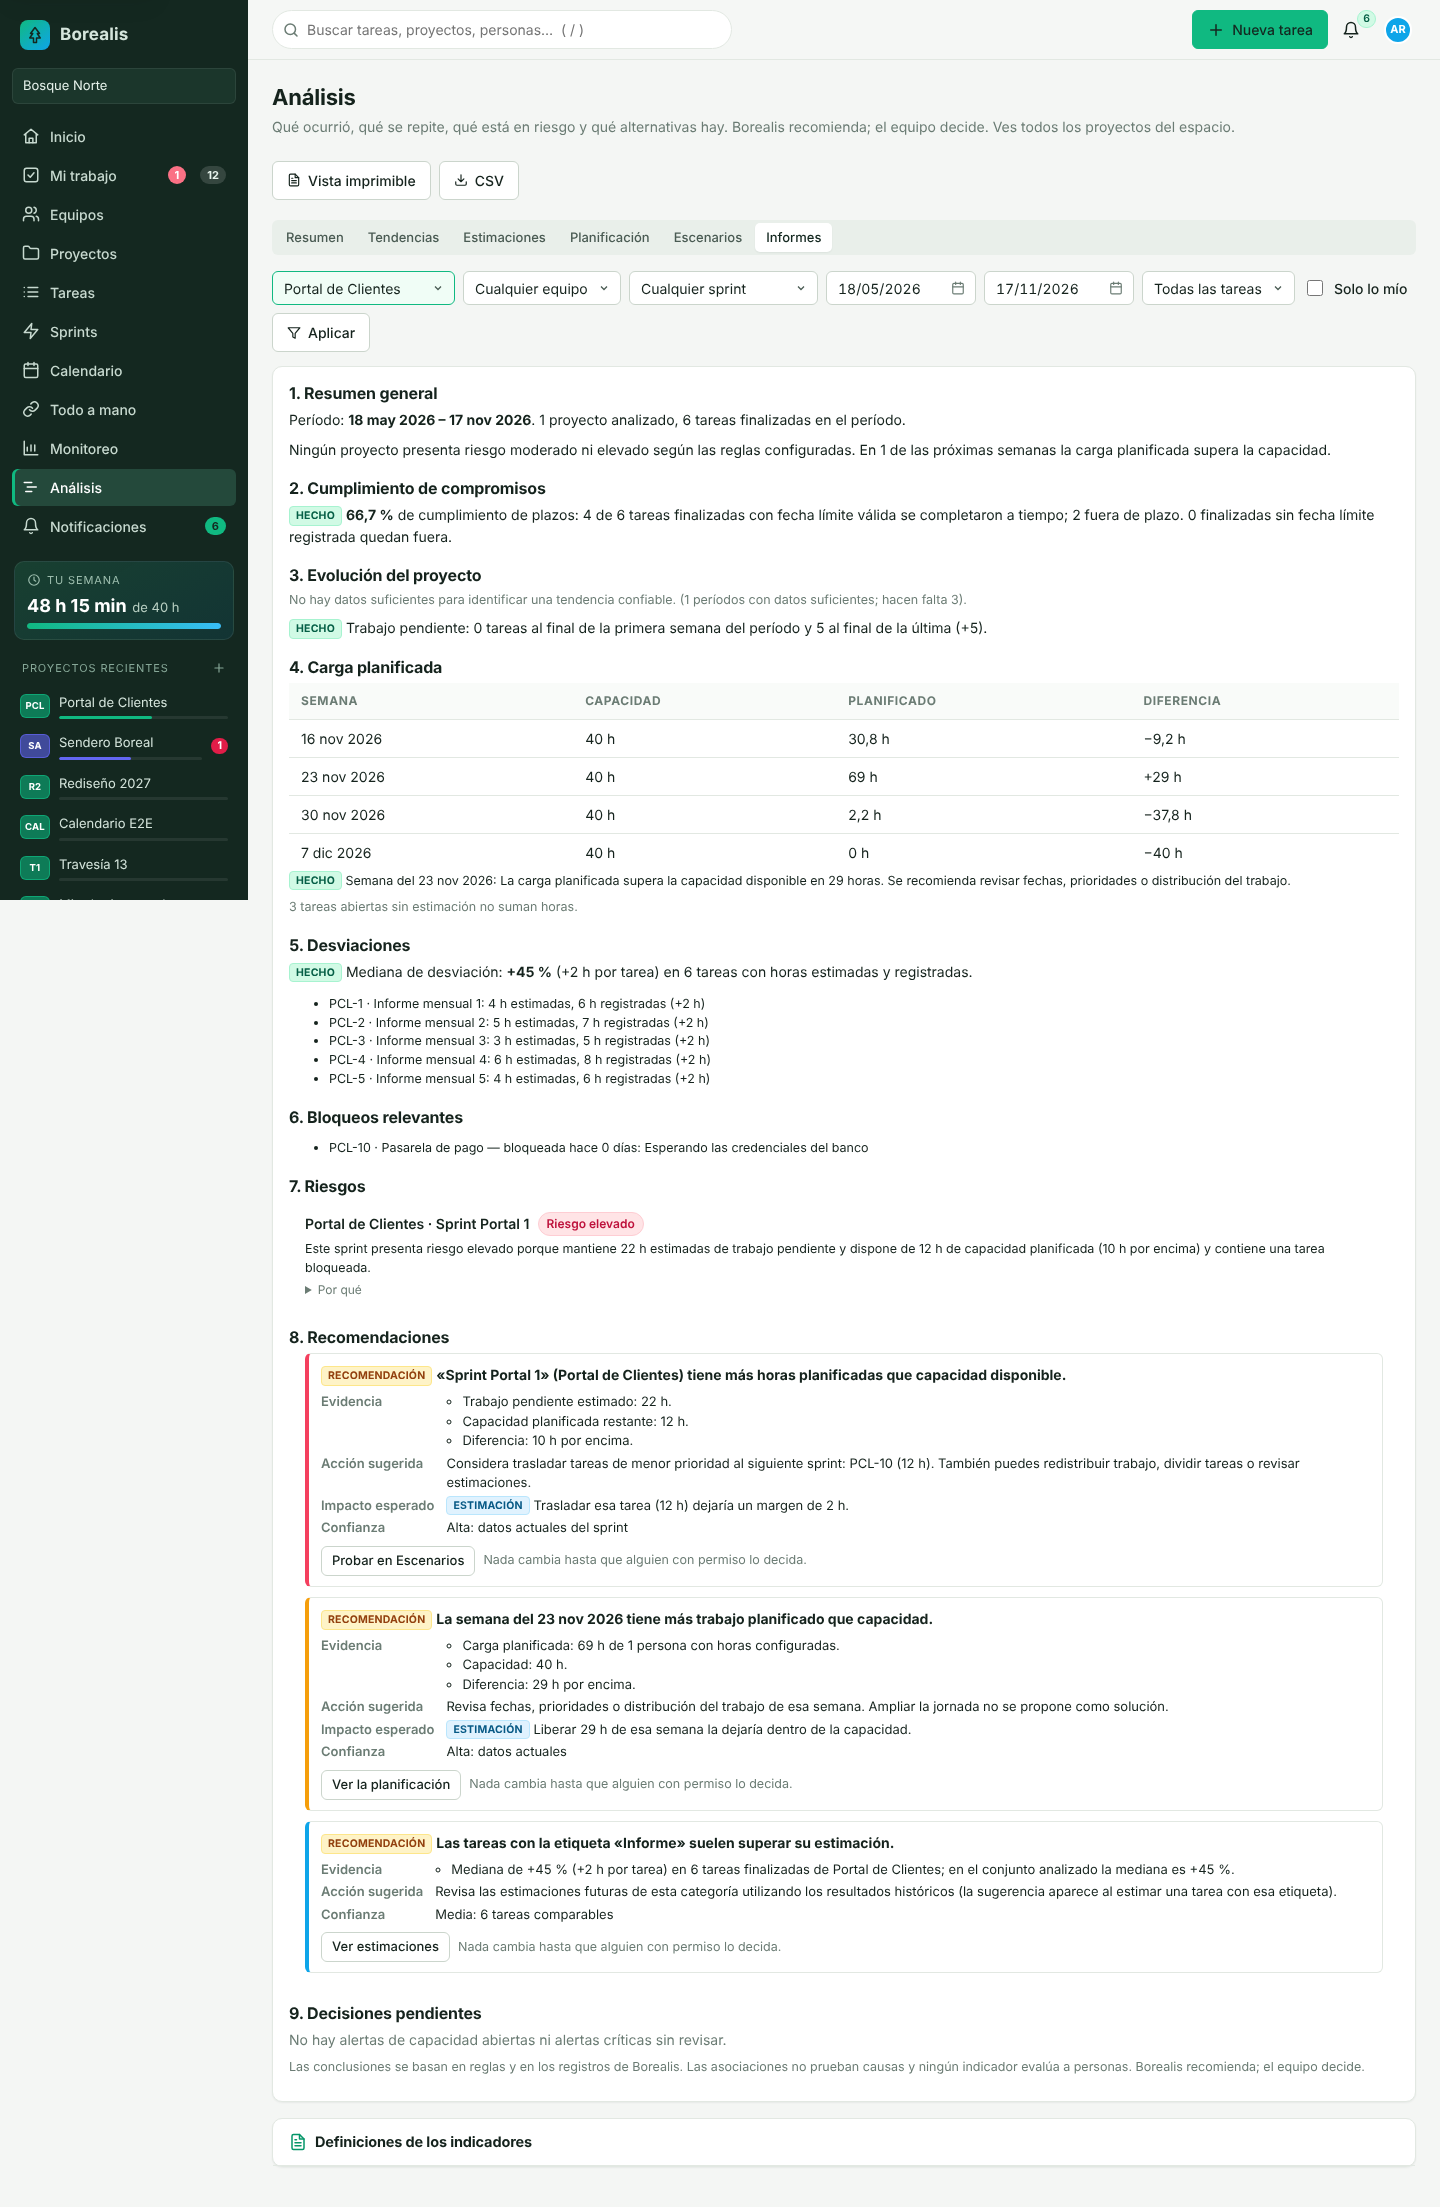 Borealis
Bosque Norte
Inicio
Mi trabajo 1 12
Equipos
Proyectos
Tareas
Sprints
Calendario
Todo a mano
Monitoreo
Análisis
Notificaciones 6
TU SEMANA
48 h 15 min de 40 h
PROYECTOS RECIENTES
PCL Portal de Clientes
SA Sendero Boreal 1
R2 Rediseño 2027
CAL Calendario E2E
T1 Travesía 13
Buscar tareas, proyectos, personas... ( / )
Nueva tarea
6
AR
Análisis
Qué ocurrió, qué se repite, qué está en riesgo y qué alternativas hay. Borealis recomienda; el equipo decide. Ves todos los proyectos del espacio.
Vista imprimible CSV
Resumen Tendencias Estimaciones Planificación Escenarios Informes
Portal de Clientes Cualquier equipo Cualquier sprint 18/05/2026 17/11/2026 Todas las tareas Solo lo mío
Aplicar
1. Resumen general
Período: 18 may 2026 – 17 nov 2026. 1 proyecto analizado, 6 tareas finalizadas en el período.
Ningún proyecto presenta riesgo moderado ni elevado según las reglas configuradas. En 1 de las próximas semanas la carga planificada supera la capacidad.
2. Cumplimiento de compromisos
HECHO 66,7 % de cumplimiento de plazos: 4 de 6 tareas finalizadas con fecha límite válida se completaron a tiempo; 2 fuera de plazo. 0 finalizadas sin fecha límite
registrada quedan fuera.
3. Evolución del proyecto
No hay datos suficientes para identificar una tendencia confiable. (1 períodos con datos suficientes; hacen falta 3).
HECHO Trabajo pendiente: 0 tareas al final de la primera semana del período y 5 al final de la última (+5).
4. Carga planificada
SEMANA CAPACIDAD PLANIFICADO DIFERENCIA
16 nov 2026 40 h 30,8 h −9,2 h
23 nov 2026 40 h 69 h +29 h
30 nov 2026 40 h 2,2 h −37,8 h
7 dic 2026 40 h 0 h −40 h
HECHO Semana del 23 nov 2026: La carga planificada supera la capacidad disponible en 29 horas. Se recomienda revisar fechas, prioridades o distribución del trabajo.
3 tareas abiertas sin estimación no suman horas.
5. Desviaciones
HECHO Mediana de desviación: +45 % (+2 h por tarea) en 6 tareas con horas estimadas y registradas.
• PCL-1 · Informe mensual 1: 4 h estimadas, 6 h registradas (+2 h)
• PCL-2 · Informe mensual 2: 5 h estimadas, 7 h registradas (+2 h)
• PCL-3 · Informe mensual 3: 3 h estimadas, 5 h registradas (+2 h)
• PCL-4 · Informe mensual 4: 6 h estimadas, 8 h registradas (+2 h)
• PCL-5 · Informe mensual 5: 4 h estimadas, 6 h registradas (+2 h)
6. Bloqueos relevantes
• PCL-10 · Pasarela de pago — bloqueada hace 0 días: Esperando las credenciales del banco
7. Riesgos
Portal de Clientes · Sprint Portal 1 Riesgo elevado
Este sprint presenta riesgo elevado porque mantiene 22 h estimadas de trabajo pendiente y dispone de 12 h de capacidad planificada (10 h por encima) y contiene una tarea
bloqueada.
Por qué
8. Recomendaciones
RECOMENDACIÓN «Sprint Portal 1» (Portal de Clientes) tiene más horas planificadas que capacidad disponible.
Evidencia ◦ Trabajo pendiente estimado: 22 h.
◦ Capacidad planificada restante: 12 h.
◦ Diferencia: 10 h por encima.
Acción sugerida Considera trasladar tareas de menor prioridad al siguiente sprint: PCL-10 (12 h). También puedes redistribuir trabajo, dividir tareas o revisar
estimaciones.
Impacto esperado ESTIMACIÓN Trasladar esa tarea (12 h) dejaría un margen de 2 h.
Confianza Alta: datos actuales del sprint
Probar en Escenarios Nada cambia hasta que alguien con permiso lo decida.
RECOMENDACIÓN La semana del 23 nov 2026 tiene más trabajo planificado que capacidad.
Evidencia ◦ Carga planificada: 69 h de 1 persona con horas configuradas.
◦ Capacidad: 40 h.
◦ Diferencia: 29 h por encima.
Acción sugerida Revisa fechas, prioridades o distribución del trabajo de esa semana. Ampliar la jornada no se propone como solución.
Impacto esperado ESTIMACIÓN Liberar 29 h de esa semana la dejaría dentro de la capacidad.
Confianza Alta: datos actuales
Ver la planificación Nada cambia hasta que alguien con permiso lo decida.
RECOMENDACIÓN Las tareas con la etiqueta «Informe» suelen superar su estimación.
Evidencia ◦ Mediana de +45 % (+2 h por tarea) en 6 tareas finalizadas de Portal de Clientes; en el conjunto analizado la mediana es +45 %.
Acción sugerida Revisa las estimaciones futuras de esta categoría utilizando los resultados históricos (la sugerencia aparece al estimar una tarea con esa etiqueta).
Confianza Media: 6 tareas comparables
Ver estimaciones Nada cambia hasta que alguien con permiso lo decida.
9. Decisiones pendientes
No hay alertas de capacidad abiertas ni alertas críticas sin revisar.
Las conclusiones se basan en reglas y en los registros de Borealis. Las asociaciones no prueban causas y ningún indicador evalúa a personas. Borealis recomienda; el equipo decide.
Definiciones de los indicadores